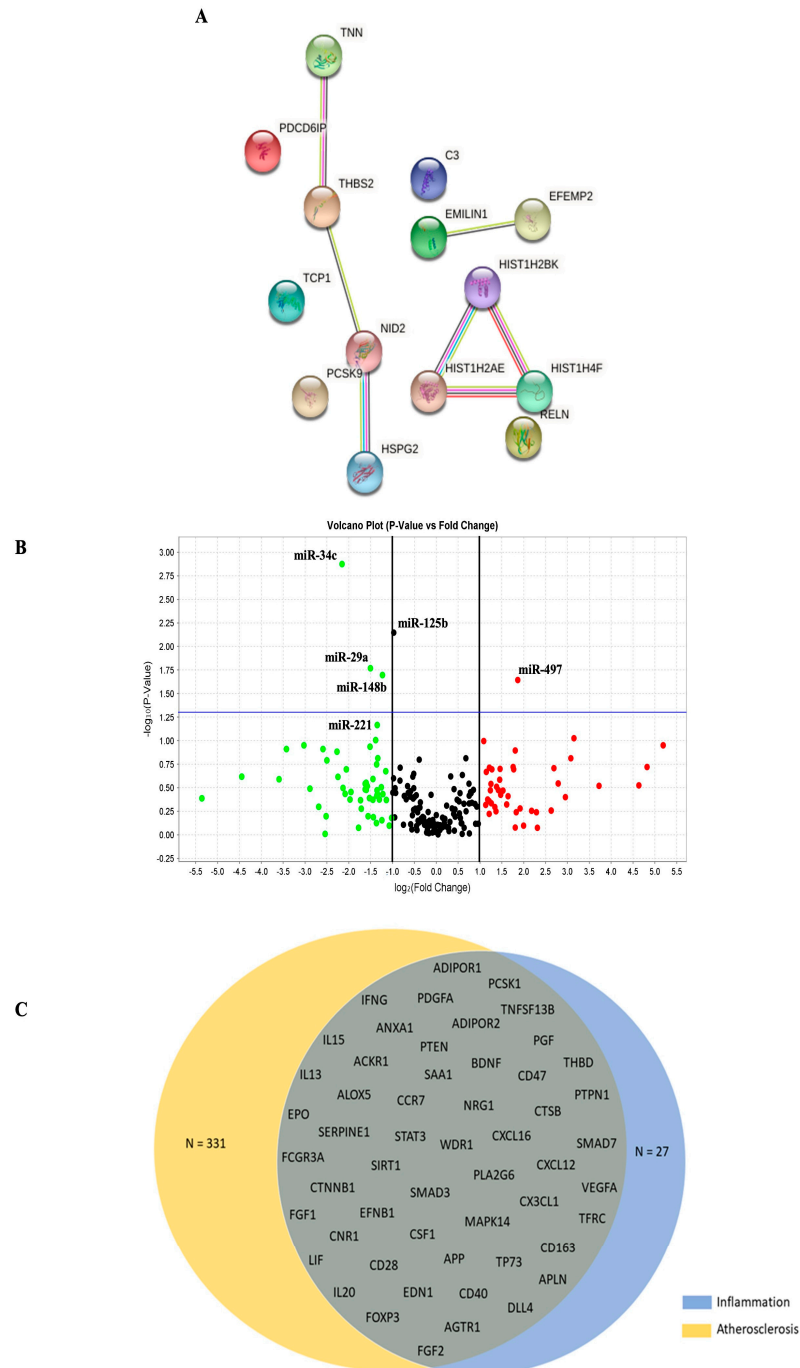 A
TNN
PDCD6IP
C3
THBS2
EFEMP2
EMILIN1
HIST1H2BK
TCP1
NID2
PCSK9
HIST1H2AE
HIST1H4F
RELN
HSPG2
B
Volcano Plot (P-Value vs Fold Change)
3.00
miR-34c
2.75
2.50
2.25
miR-125b
2.00
miR-29a
1.75
miR-497
miR-148b
1.50
1.25
miR-221
1.00
0.75
0.50
0.25
0.00
-0.25
-log10(P-Value)
-5.5 -5.0 -4.5 -4.0 -3.5 -3.0 -2.5 -2.0 -1.5 -1.0 -0.5 0.0 0.5 1.0 1.5 2.0 2.5 3.0 3.5 4.0 4.5 5.0 5.5
log2(Fold Change)
C
ADIPOR1
PCSK1
IFNG PDGFA
TNFSF13B
ANXA1 ADIPOR2
IL15 PTEN PGF
ACKR1 BDNF THBD
IL13 SAA1 CD47
ALOX5 CCR7 PTPN1
EPO NRG1 CTSB
SERPINE1 STAT3 CXCL16
N = 331 WDR1 SMAD7 N = 27
FCGR3A SIRT1 CXCL12
PLA2G6
CTNNB1 SMAD3 VEGFA
CX3CL1
FGF1 EFNB1 MAPK14 TFRC
CNR1 CSF1
CD163
LIF CD28 APP TP73
APLN
IL20 EDN1 CD40
FOXP3 DLL4
AGTR1
FGF2
Inflammation
Atherosclerosis